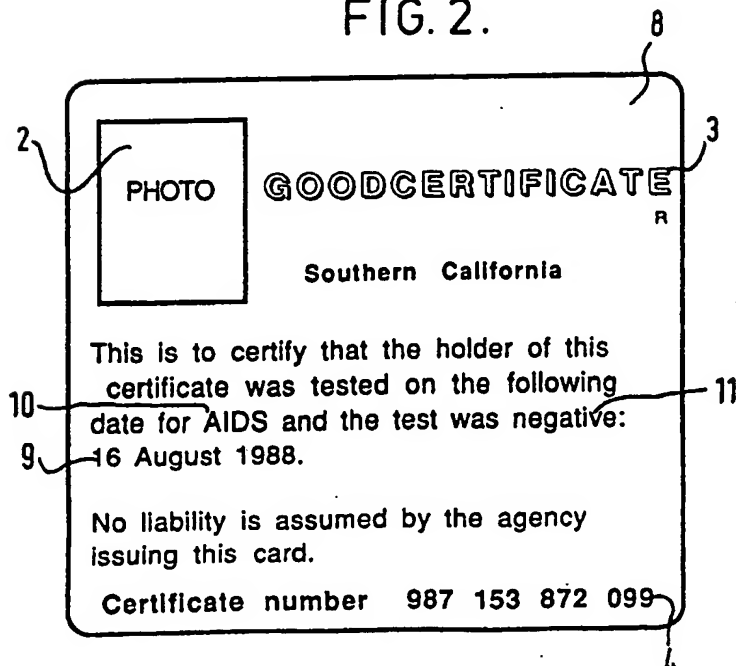 FIG. 2.
8
2
3
PHOTO
GOODCERTIFICATE
R
Southern California
This is to certify that the holder of this
certificate was tested on the following
10
11
date for AIDS and the test was negative:
9
16 August 1988.
No liability is assumed by the agency
issuing this card.
Certificate number 987 153 872 099